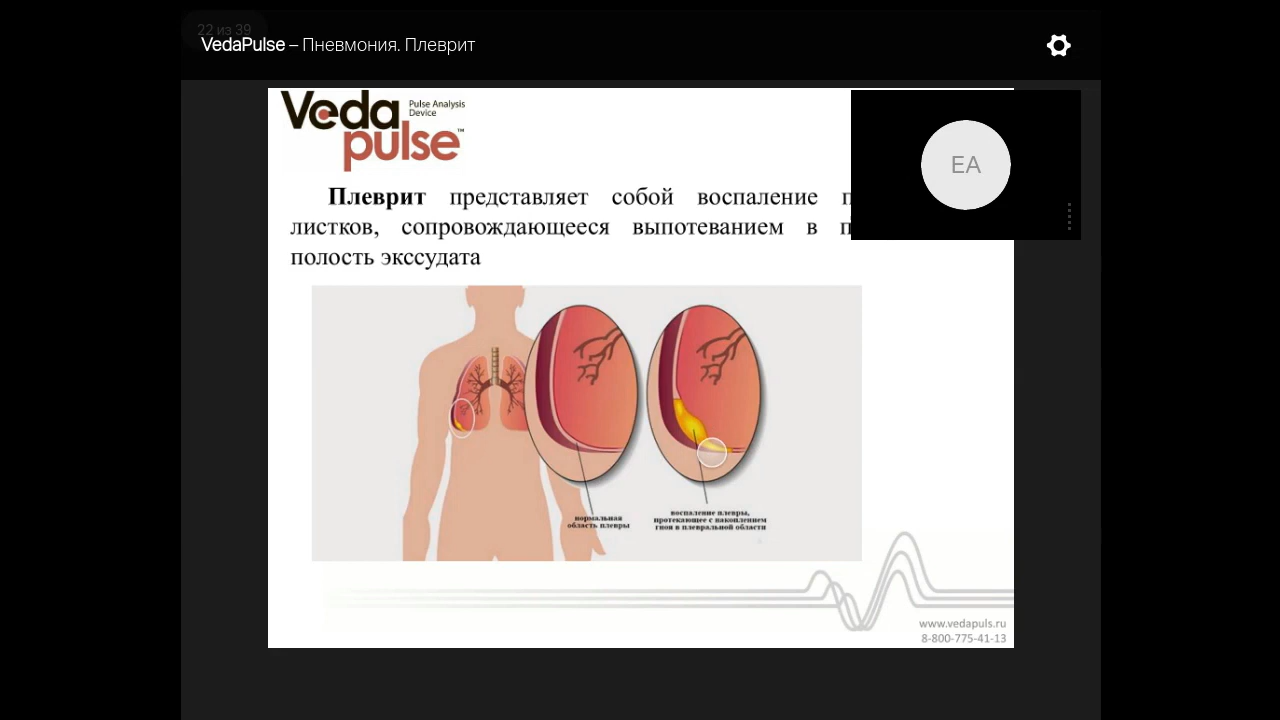 22 из 39
VedaPulse – Пневмония. Плеврит
Veda Pulse Analysis
Device
pulse™
EA
Плеврит представляет собой воспаление
листков, сопровождающееся выпотеванием в
полость экссудата
нормальная
область плевры
воспаление плевры,
протекающее с накоплением
гноя в плевральной области
www.vedapuls.ru
8-800-775-41-13